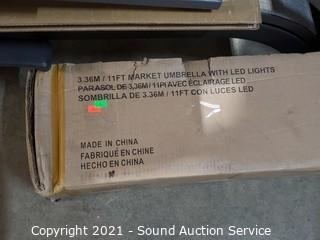 3.36M / 11FT MARKET UMBRELLA WITH LED LIGHTS
PARASOL DE 3,36M / 11PI AVEC ÉCLAIRAGE LED
SOMBRILLA DE 3.36M / 11FT CON LUCES LED
MADE IN CHINA
FABRIQUÉ EN CHINE
HECHO EN CHINA
Copyright 2021 - Sound Auction Service